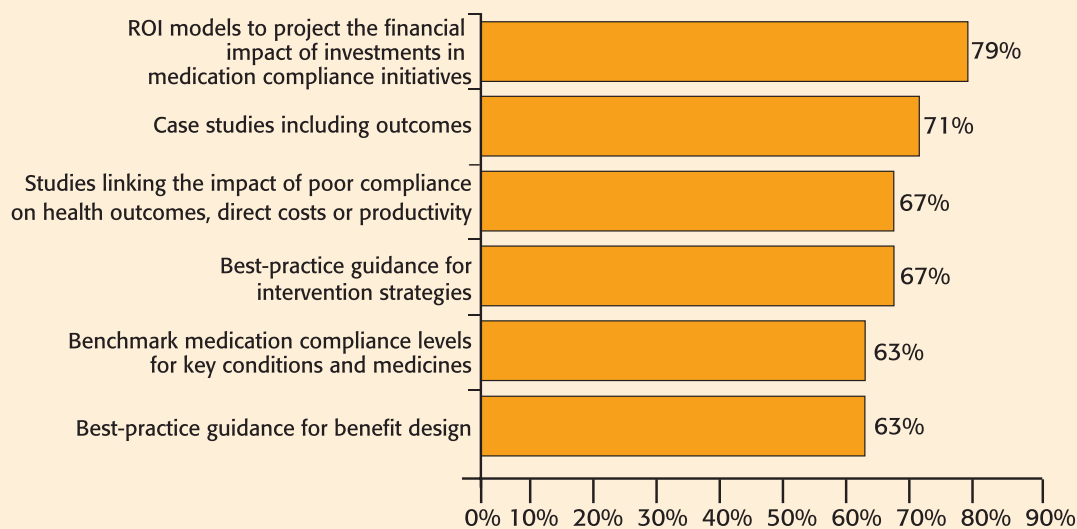 ROI models to project the financial
impact of investments in
medication compliance initiatives
79%
Case studies including outcomes
71%
Studies linking the impact of poor compliance
on health outcomes, direct costs or productivity
67%
Best-practice guidance for
intervention strategies
67%
Benchmark medication compliance levels
for key conditions and medicines
63%
Best-practice guidance for benefit design
63%
0% 10% 20% 30% 40% 50% 60% 70% 80% 90%